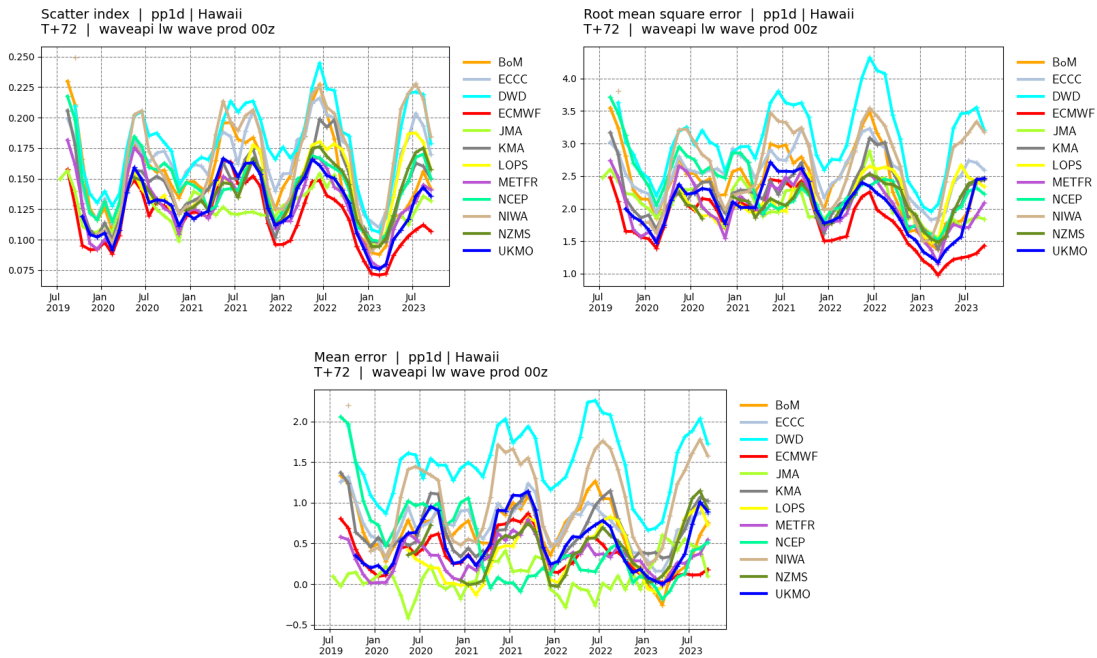 Scatter index | pp1d | Hawaii
T+72 | waveapi lw wave prod 00z
0.250
0.225
0.200
0.175
0.150
0.125
0.100
0.075
Jul 2019
Jan 2020
Jul 2020
Jan 2021
Jul 2021
Jan 2022
Jul 2022
Jan 2023
Jul 2023
BoM
ECCC
DWD
ECMWF
JMA
KMA
LOPS
METFR
NCEP
NIWA
NZMS
UKMO
Root mean square error | pp1d | Hawaii
T+72 | waveapi lw wave prod 00z
4.0
3.5
3.0
2.5
2.0
1.5
1.0
Jul 2019
Jan 2020
Jul 2020
Jan 2021
Jul 2021
Jan 2022
Jul 2022
Jan 2023
Jul 2023
BoM
ECCC
DWD
ECMWF
JMA
KMA
LOPS
METFR
NCEP
NIWA
NZMS
UKMO
Mean error | pp1d | Hawaii
T+72 | waveapi lw wave prod 00z
2.0
1.5
1.0
0.5
0.0
−0.5
Jul 2019
Jan 2020
Jul 2020
Jan 2021
Jul 2021
Jan 2022
Jul 2022
Jan 2023
Jul 2023
BoM
ECCC
DWD
ECMWF
JMA
KMA
LOPS
METFR
NCEP
NIWA
NZMS
UKMO